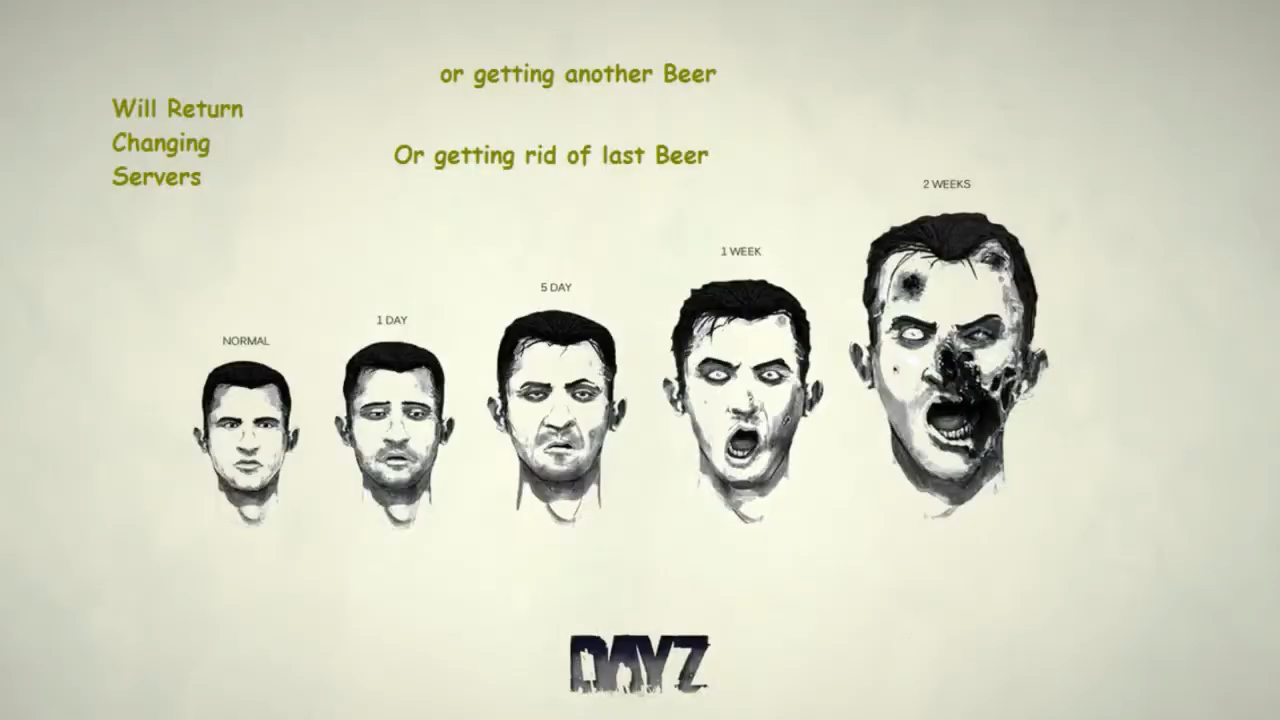 or getting another Beer
Will Return
Changing
Servers
Or getting rid of last Beer
2 WEEKS
1 WEEK
5 DAY
1 DAY
NORMAL
DAYZ